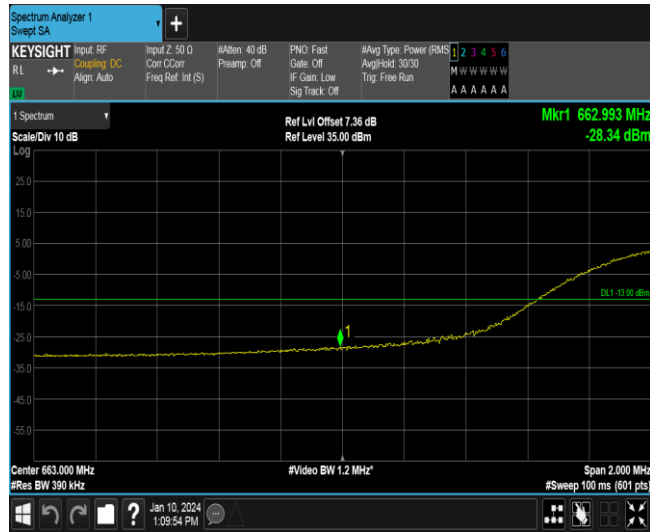 Spectrum Analyzer 1
Swept SA
+
KEYSIGHT
RL
LXI
Input: RF
Coupling: DC
Align: Auto
Input Z: 50 Ω
Corr CCorr
Freq Ref: Int (S)
#Atten: 40 dB
Preamp: Off
PNO: Fast
Gate: Off
IF Gain: Low
Sig Track: Off
#Avg Type: Power (RMS
Avg|Hold: 30/30
Trig: Free Run
1 2 3 4 5 6
M W W W W W
A A A A A A
1 Spectrum
Scale/Div 10 dB
Log
Ref Lvl Offset 7.36 dB
Ref Level 35.00 dBm
Mkr1 662.993 MHz
-28.34 dBm
25.0
15.0
5.00
-5.00
DL1 -13.00 dBm
-15.0
1
-35.0
-45.0
-55.0
Center 663.000 MHz
#Res BW 390 kHz
#Video BW 1.2 MHz*
Span 2.000 MHz
#Sweep 100 ms (601 pts)
?
Jan 10, 2024
1:09:54 PM